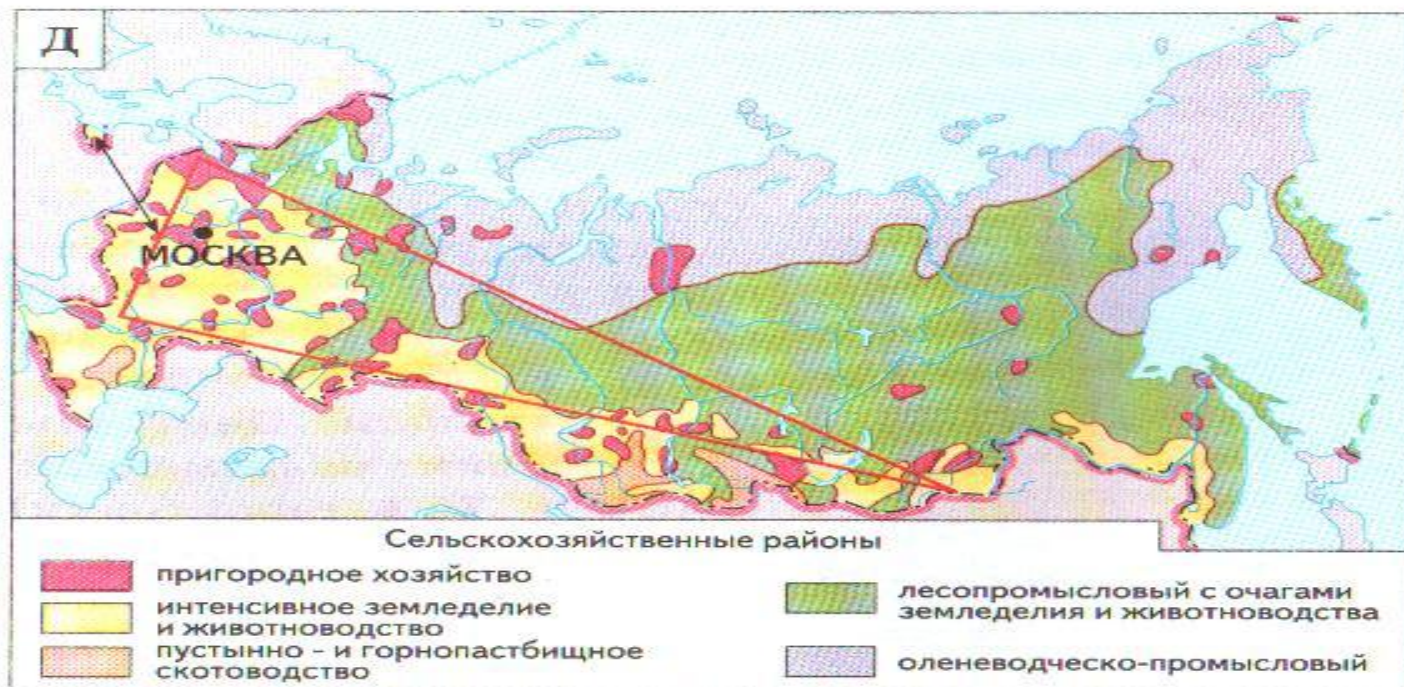 Д
МОСКВА
Сельскохозяйственные районы
пригородное хозяйство
интенсивное земледелие
и животноводство
пустынно - и горнопастбищное
скотоводство
лесопромысловый с очагами
земледелия и животноводства
оленеводческо-промысловый